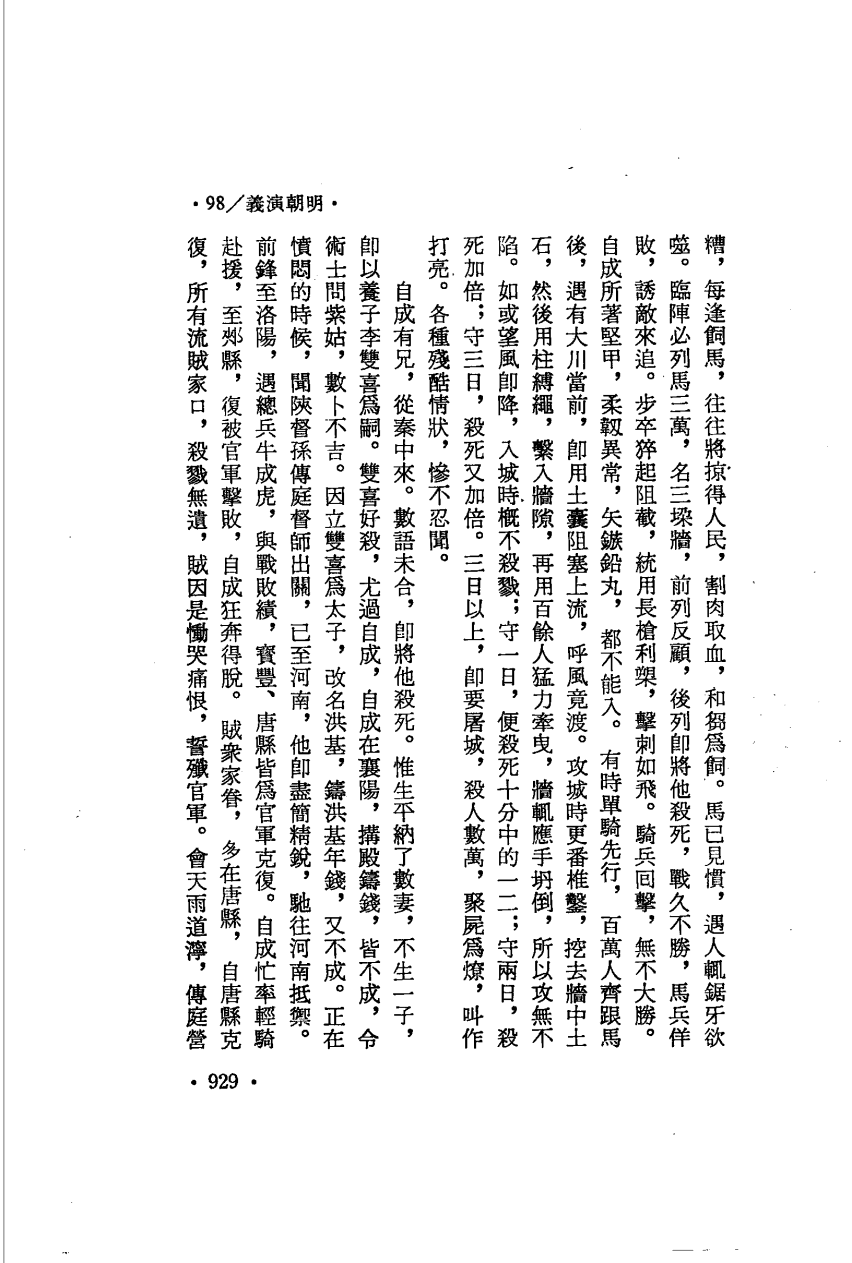 ·98/義演朝明·
糟，每逢飼馬，往往將掠得人民，割肉取血，和芻爲飼。馬已見慣，遇人輒鋸牙欲
噬。臨陣必列馬三萬，名三垛牆，前列反顧，後列卽將他殺死，戰久不勝，馬兵佯
敗，誘敵來追。步卒猝起阻截，統用長槍利槊，擊刺如飛。騎兵回擊，無不大勝。
自成所著堅甲，柔韌異常，矢鏃鉛丸，都不能入。有時單騎先行，百萬人齊跟馬
後，遇有大川當前，卽用土囊阻塞上流，呼風竟渡。攻城時更番椎鑿，挖去牆中土
石，然後用柱縛繩，繫入牆隙，再用百餘人猛力牽曳，牆輒應手坍倒，所以攻無不
陷。如或望風卽降，入城時概不殺戮；守一日，便殺死十分中的一二；守兩日，殺
死加倍；守三日，殺死又加倍。三日以上，卽要屠城，殺人數萬，聚屍爲燎，叫作
打亮。各種殘酷情狀，慘不忍聞。
自成有兄，從秦中來。數語未合，卽將他殺死。惟生平納了數妻，不生一子，
卽以養子李雙喜爲嗣。雙喜好殺，尤過自成，自成在襄陽，搆殿鑄錢，皆不成，令
術士問紫姑，數卜不吉。因立雙喜爲太子，改名洪基，鑄洪基年錢，又不成。正在
憤悶的時候，聞陝督孫傳庭督師出關，已至河南，他卽盡簡精銳，馳往河南抵禦。
前鋒至洛陽，遇總兵牛成虎，與戰敗績，寶豐、唐縣皆爲官軍克復。自成忙率輕騎
赴援，至郟縣，復被官軍擊敗，自成狂奔得脫。賊衆家眷，多在唐縣，自唐縣克
復，所有流賊家口，殺戮無遺，賊因是慟哭痛恨，誓殲官軍。會天雨道濘，傳庭營
·929·